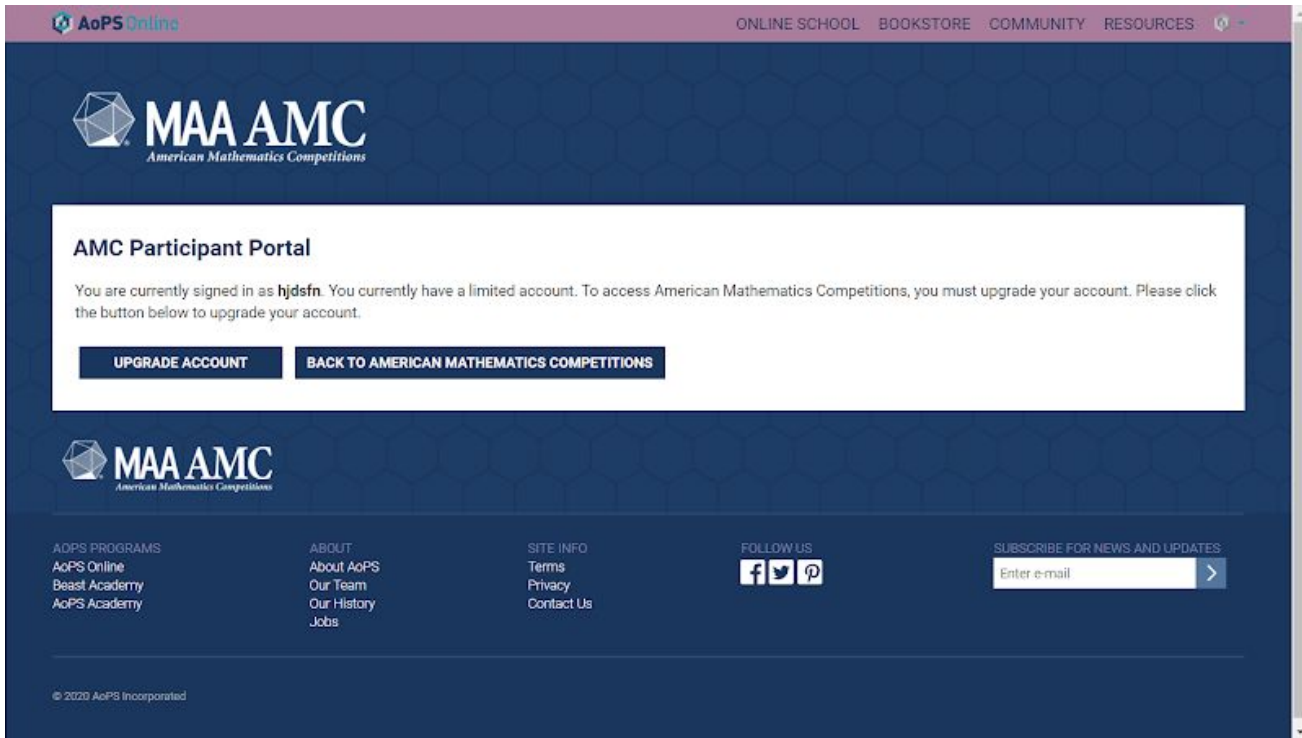 AoPS Online
ONLINE SCHOOL BOOKSTORE COMMUNITY RESOURCES
MAA AMC
American Mathematics Competitions
AMC Participant Portal
You are currently signed in as hjdsfn. You currently have a limited account. To access American Mathematics Competitions, you must upgrade your account. Please click
the button below to upgrade your account.
UPGRADE ACCOUNT BACK TO AMERICAN MATHEMATICS COMPETITIONS
MAA AMC
American Mathematics Competitions
AOPS PROGRAMS
AoPS Online
Beast Academy
AoPS Academy
ABOUT
About AoPS
Our Team
Our History
Jobs
SITE INFO
Terms
Privacy
Contact Us
FOLLOW US
SUBSCRIBE FOR NEWS AND UPDATES
Enter e-mail
© 2020 AoPS Incorporated